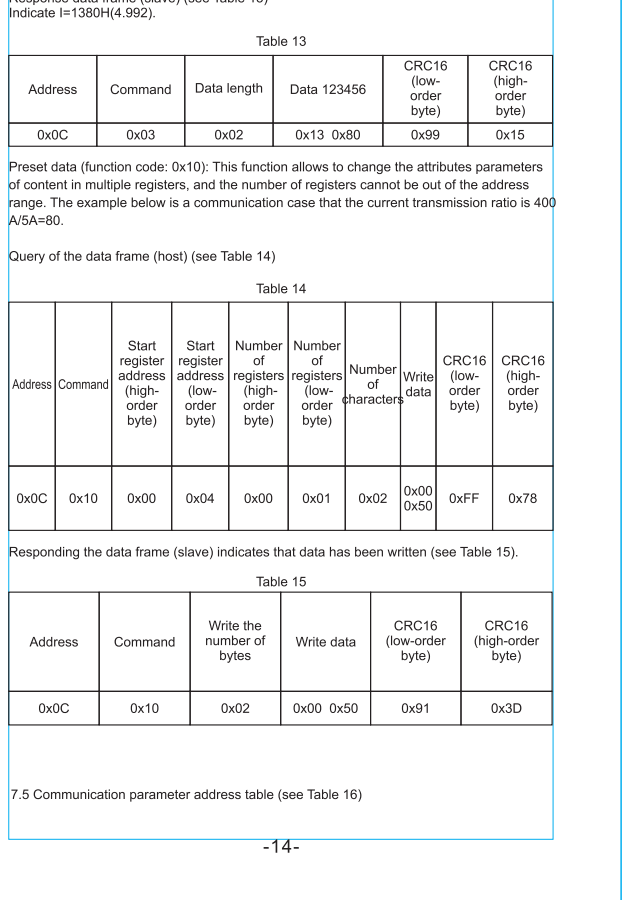 Response data frame (slave) (see Table 13)
Indicate I=1380H(4.992).
Table 13
Address Command Data length Data 123456 CRC16 (low-order byte) CRC16 (high-order byte)
0x0C 0x03 0x02 0x13 0x80 0x99 0x15
Preset data (function code: 0x10): This function allows to change the attributes parameters
of content in multiple registers, and the number of registers cannot be out of the address
range. The example below is a communication case that the current transmission ratio is 400
A/5A=80.
Query of the data frame (host) (see Table 14)
Table 14
Address Command Start register address (high-order byte) Start register address (low-order byte) Number of registers (high-order byte) Number of registers (low-order byte) Number of characters Write data CRC16 (low-order byte) CRC16 (high-order byte)
0x0C 0x10 0x00 0x04 0x00 0x01 0x02 0x00 0x50 0xFF 0x78
Responding the data frame (slave) indicates that data has been written (see Table 15).
Table 15
Address Command Write the number of bytes Write data CRC16 (low-order byte) CRC16 (high-order byte)
0x0C 0x10 0x02 0x00 0x50 0x91 0x3D
7.5 Communication parameter address table (see Table 16)
-14-